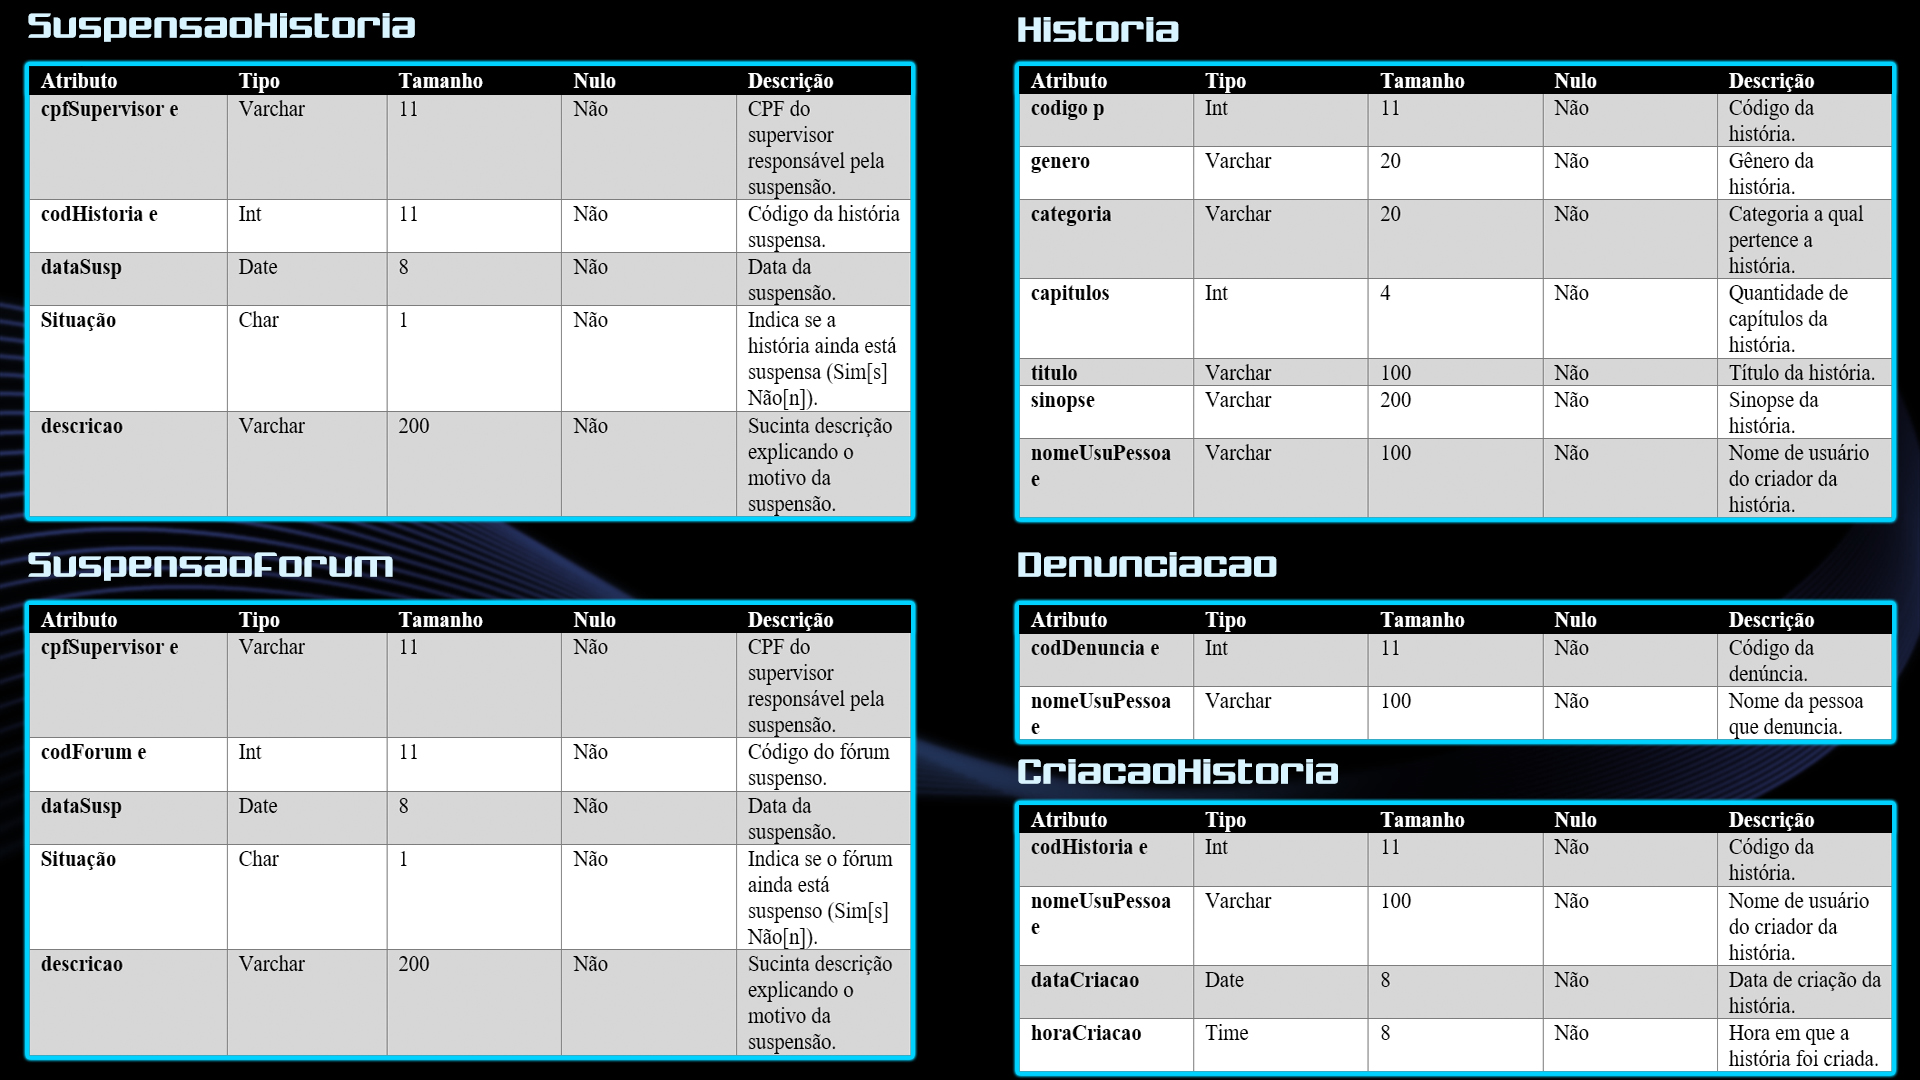 SuspensaoHistoria
Atributo Tipo Tamanho Nulo Descrição
cpfSupervisor e Varchar 11 Não CPF do
supervisor
responsável pela
suspensão.
codHistoria e Int 11 Não Código da história
suspensa.
dataSusp Date 8 Não Data da
suspensão.
Situação Char 1 Não Indica se a
história ainda está
suspensa (Sim[s]
Não[n]).
descricao Varchar 200 Não Sucinta descrição
explicando o
motivo da
suspensão.
SuspensaoForum
Atributo Tipo Tamanho Nulo Descrição
cpfSupervisor e Varchar 11 Não CPF do
supervisor
responsável pela
suspensão.
codForum e Int 11 Não Código do fórum
suspenso.
dataSusp Date 8 Não Data da
suspensão.
Situação Char 1 Não Indica se o fórum
ainda está
suspenso (Sim[s]
Não[n]).
descricao Varchar 200 Não Sucinta descrição
explicando o
motivo da
suspensão.
Historia
Atributo Tipo Tamanho Nulo Descrição
codigo p Int 11 Não Código da
história.
genero Varchar 20 Não Gênero da
história.
categoria Varchar 20 Não Categoria a qual
pertence a
história.
capitulos Int 4 Não Quantidade de
capítulos da
história.
titulo Varchar 100 Não Título da história.
sinopse Varchar 200 Não Sinopse da
história.
nomeUsuPessoa Varchar 100 Não Nome de usuário
e do criador da
história.
Denunciacao
Atributo Tipo Tamanho Nulo Descrição
codDenuncia e Int 11 Não Código da
denúncia.
nomeUsuPessoa Varchar 100 Não Nome da pessoa
e que denuncia.
CriacaoHistoria
Atributo Tipo Tamanho Nulo Descrição
codHistoria e Int 11 Não Código da
história.
nomeUsuPessoa Varchar 100 Não Nome de usuário
e do criador da
história.
dataCriacao Date 8 Não Data de criação da
história.
horaCriacao Time 8 Não Hora em que a
história foi criada.